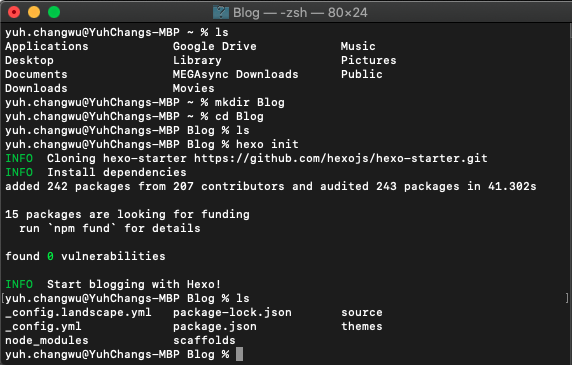 Blog — -zsh — 80×24
yuh.changwu@YuhChangs-MBP ~ % ls
Applications Google Drive Music
Desktop Library Pictures
Documents MEGAsync Downloads Public
Downloads Movies
yuh.changwu@YuhChangs-MBP ~ % mkdir Blog
yuh.changwu@YuhChangs-MBP ~ % cd Blog
yuh.changwu@YuhChangs-MBP Blog % ls
yuh.changwu@YuhChangs-MBP Blog % hexo init
INFO  Cloning hexo-starter https://github.com/hexojs/hexo-starter.git
INFO  Install dependencies
added 242 packages from 207 contributors and audited 243 packages in 41.302s
15 packages are looking for funding
  run `npm fund` for details
found 0 vulnerabilities
INFO  Start blogging with Hexo!
[yuh.changwu@YuhChangs-MBP Blog % ls ]
_config.landscape.yml package-lock.json source
_config.yml package.json themes
node_modules scaffolds
yuh.changwu@YuhChangs-MBP Blog %